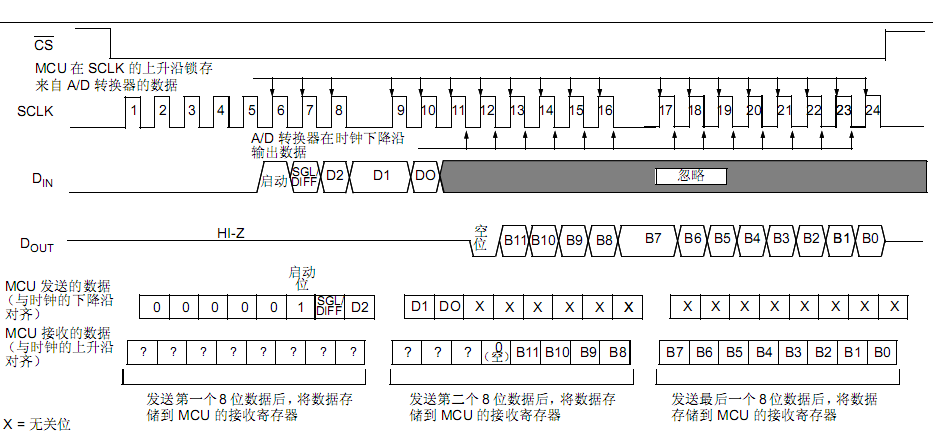 CS
MCU 在 SCLK 的上升沿锁存
来自 A/D 转换器的数据
SCLK
1 2 3 4 5 6 7 8 9 10 11 12 13 14 15 16 17 18 19 20 21 22 23 24
A/D 转换器在时钟下降沿
输出数据
DIN
启动 SGL/DIFF D2 D1 DO 忽略
HI-Z
DOUT
空位 B11 B10 B9 B8 B7 B6 B5 B4 B3 B2 B1 B0
启动位
MCU 发送的数据
(与时钟的下降沿
对齐)
0 0 0 0 0 1 SGL/DIFF D2 D1 DO X X X X X X X X X X X X X X
MCU 接收的数据
(与时钟的上升沿
对齐)
? ? ? ? ? ? ? ? ? ? ? 0(空) B11 B10 B9 B8 B7 B6 B5 B4 B3 B2 B1 B0
发送第一个 8 位数据后，将数据存
储到 MCU 的接收寄存器
发送第二个 8 位数据后，将数据存
储到 MCU 的接收寄存器
发送最后一个 8 位数据后，将数据
存储到 MCU 的接收寄存器
X = 无关位